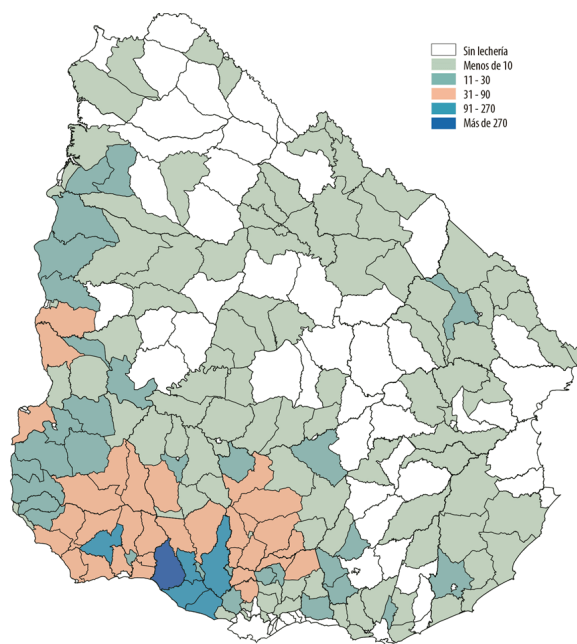 Sin lechería
Menos de 10
11 - 30
31 - 90
91 - 270
Más de 270